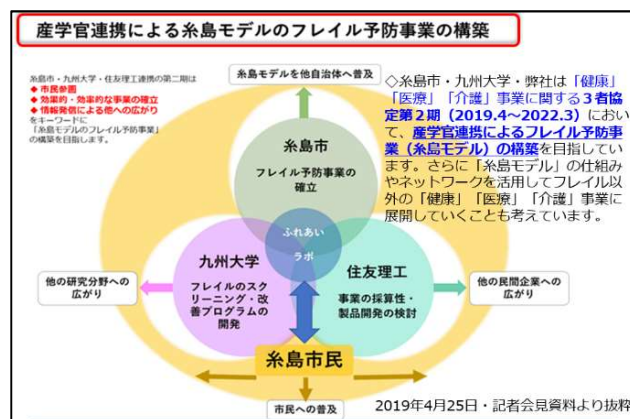 産学官連携による糸島モデルのフレイル予防事業の構築
糸島市・九州大学・住友理工連携の第二期は
◆ 市民参画
◆ 効果的・効率的な事業の確立
◆ 情報発信による他への広がり
をキーワードに
「糸島モデルのフレイル予防事業」
の構築を目指します。
糸島モデルを他自治体へ普及
◇糸島市・九州大学・弊社は「健康」
「医療」「介護」事業に関する3者協
定第2期(2019.4~2022.3)におい
て、産学官連携によるフレイル予防事
業(糸島モデル)の構築を目指してい
ます。さらに「糸島モデル」の仕組み
やネットワークを活用してフレイル以
外の「健康」「医療」「介護」事業に
展開していくことも考えています。
糸島市
フレイル予防事業の
確立
ふれあい
ラボ
九州大学
フレイルのスク
リーニング・改
善プログラムの
開発
住友理工
事業の採算性・
製品開発の検討
他の研究分野への
広がり
他の民間企業への
広がり
糸島市民
市民への普及
2019年4月25日・記者会見資料より抜粋